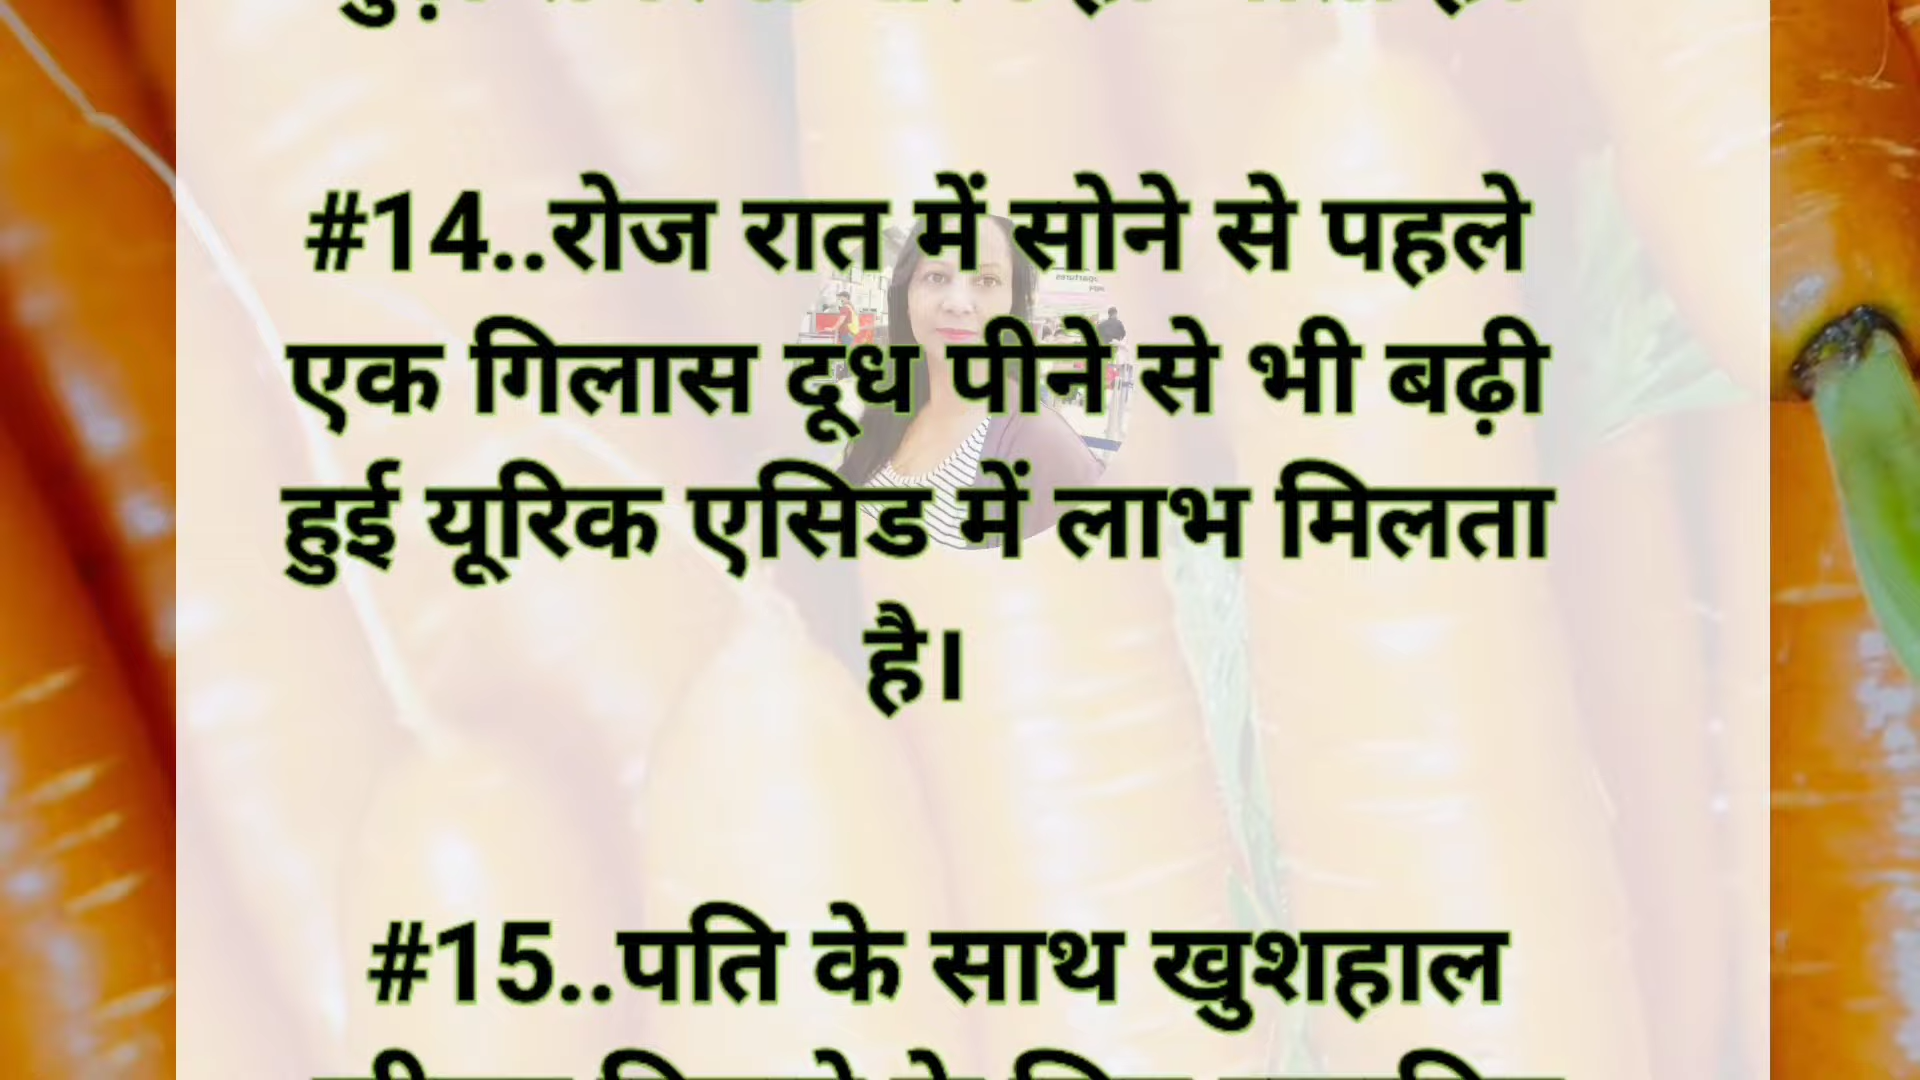 #14..रोज रात में सोने से पहले
एक गिलास दूध पीने से भी बढ़ी
हुई यूरिक एसिड में लाभ मिलता
है।
#15..पति के साथ खुशहाल